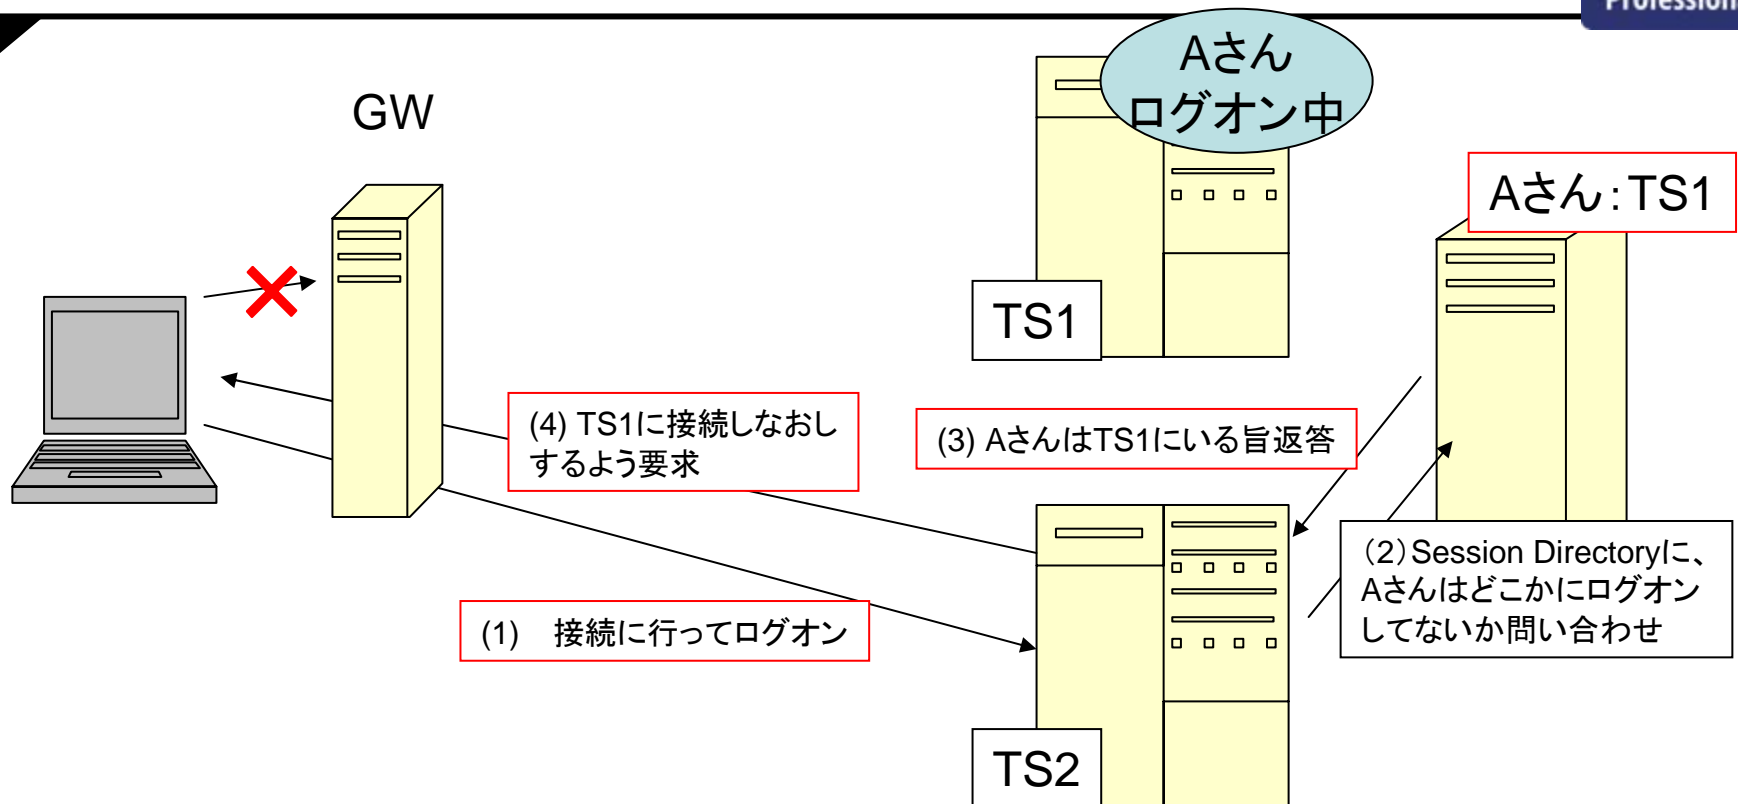 Aさん
ログオン中
GW
Aさん：TS1
TS1
(4) TS1に接続しなおし
するよう要求
(3) AさんはTS1にいる旨返答
（2）Session Directoryに、
Aさんはどこかにログオン
してないか問い合わせ
(1)　接続に行ってログオン
TS2